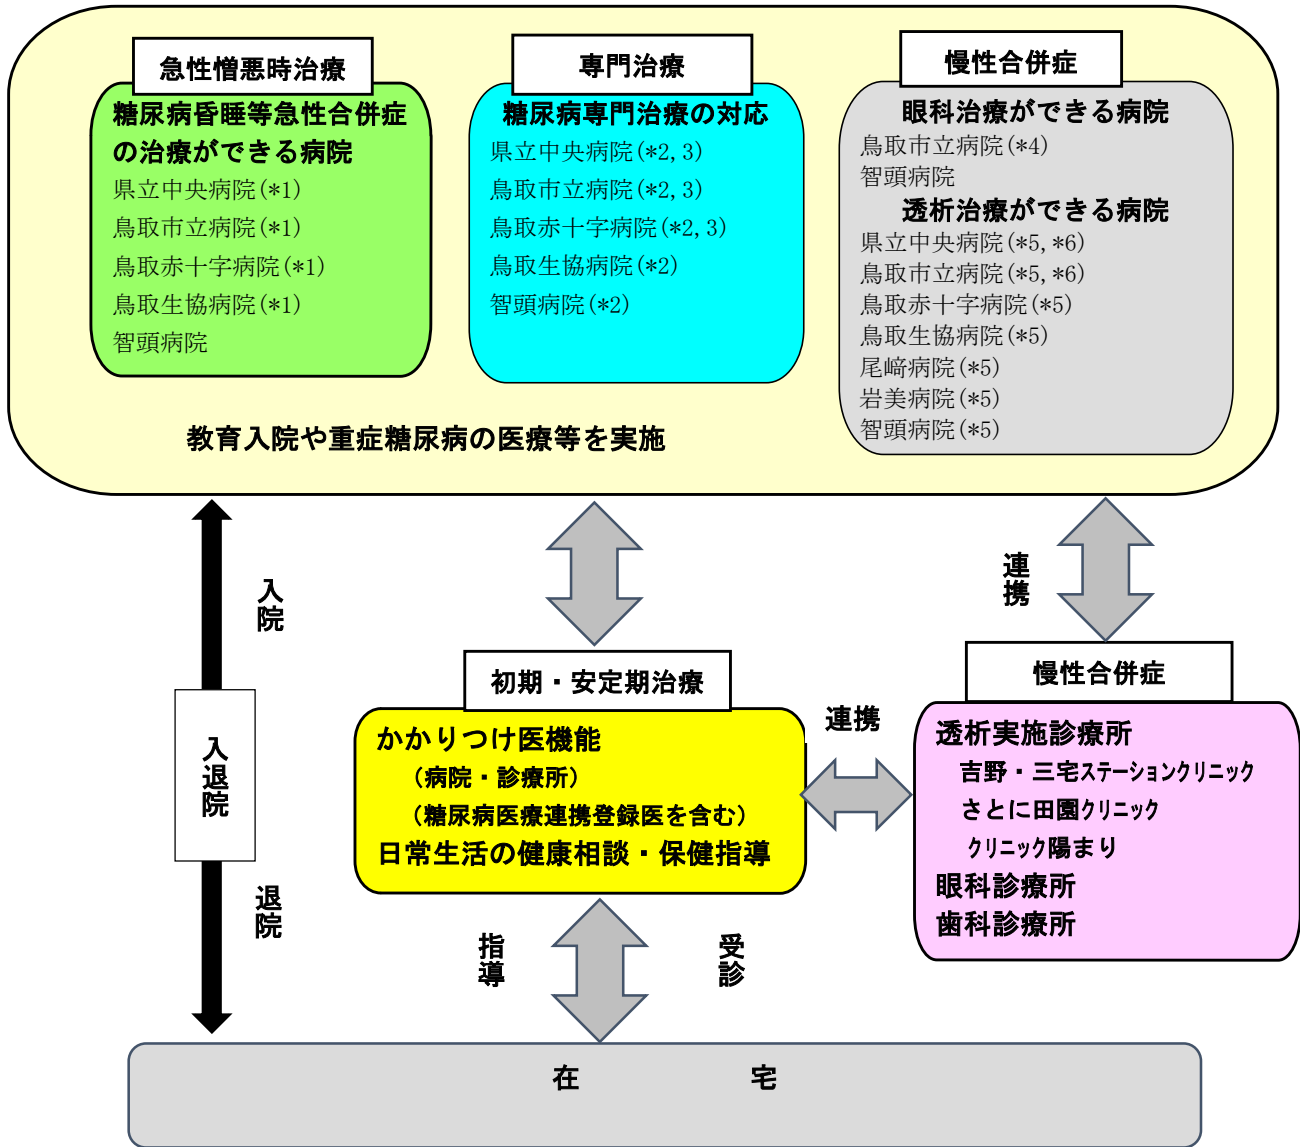 急性憎悪時治療
糖尿病昏睡等急性合併症
の治療ができる病院
県立中央病院(*1)
鳥取市立病院(*1)
鳥取赤十字病院(*1)
鳥取生協病院(*1)
智頭病院
専門治療
糖尿病専門治療の対応
県立中央病院(*2,3)
鳥取市立病院(*2,3)
鳥取赤十字病院(*2,3)
鳥取生協病院(*2)
智頭病院(*2)
慢性合併症
眼科治療ができる病院
鳥取市立病院(*4)
智頭病院
透析治療ができる病院
県立中央病院(*5,*6)
鳥取市立病院(*5,*6)
鳥取赤十字病院(*5)
鳥取生協病院(*5)
尾﨑病院(*5)
岩美病院(*5)
智頭病院(*5)
教育入院や重症糖尿病の医療等を実施
入院
連携
入退院
退院
初期・安定期治療
かかりつけ医機能
（病院・診療所）
（糖尿病医療連携登録医を含む）
日常生活の健康相談・保健指導
連携
慢性合併症
透析実施診療所
吉野・三宅ステーションクリニック
さとに田園クリニック
クリニック陽まり
眼科診療所
歯科診療所
指導
受診
在　宅